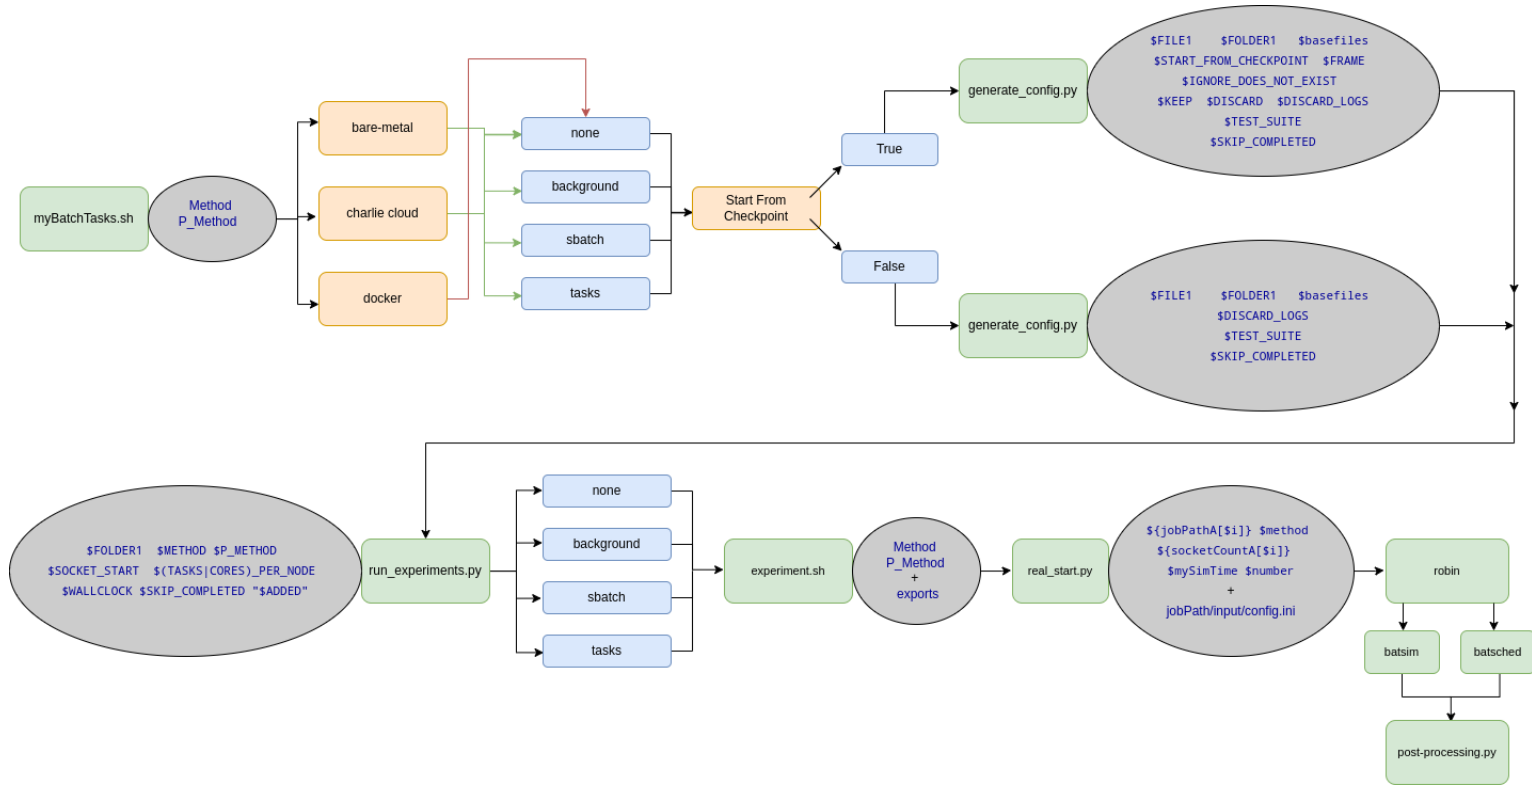 myBatchTasks.sh
Method
P_Method
bare-metal
charlie cloud
docker
none
background
sbatch
tasks
Start From
Checkpoint
True
False
generate_config.py
$FILE1 $FOLDER1 $basefiles
$START_FROM_CHECKPOINT $FRAME
$IGNORE_DOES_NOT_EXIST
$KEEP $DISCARD $DISCARD_LOGS
$TEST_SUITE
$SKIP_COMPLETED
generate_config.py
$FILE1 $FOLDER1 $basefiles
$DISCARD_LOGS
$TEST_SUITE
$SKIP_COMPLETED
$FOLDER1 $METHOD $P_METHOD
$SOCKET_START $(TASKS|CORES)_PER_NODE
$WALLCLOCK $SKIP_COMPLETED "$ADDED"
run_experiments.py
none
background
sbatch
tasks
experiment.sh
Method
P_Method
+
exports
real_start.py
${jobPathA[$i]} $method
${socketCountA[$i]}
$mySimTime $number
+
jobPath/input/config.ini
robin
batsim
batsched
post-processing.py